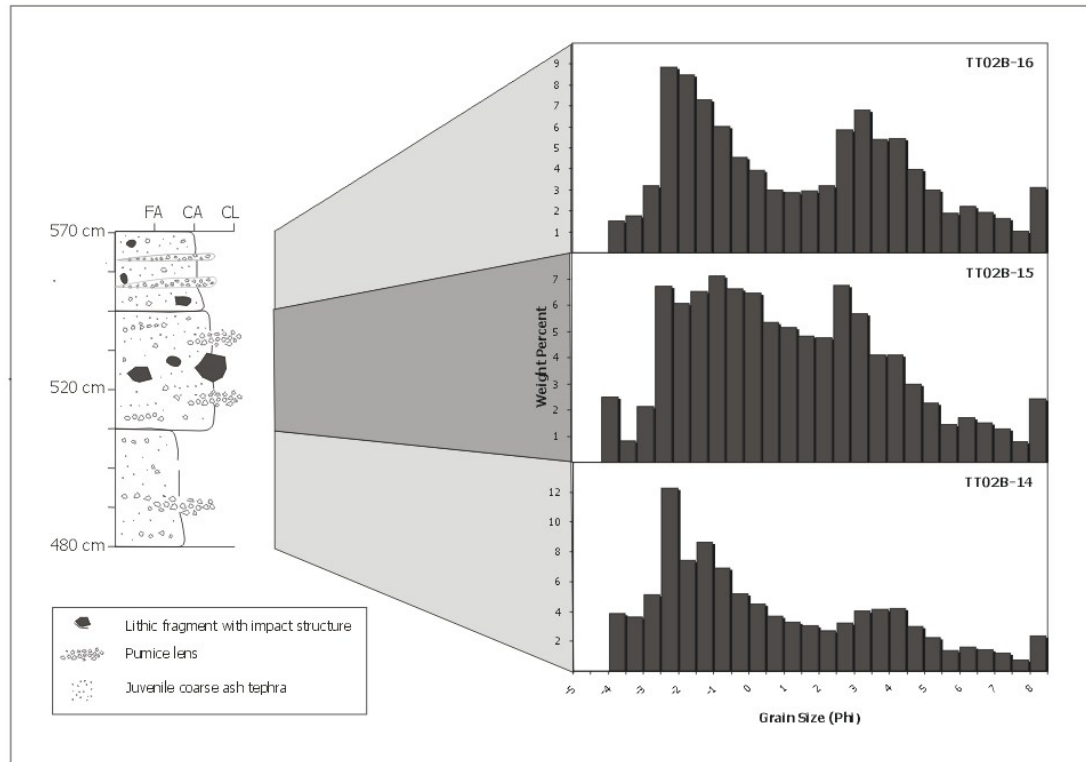 FA CA CL
570 cm
520 cm
480 cm
Lithic fragment with impact structure
Pumice lens
Juvenile coarse ash tephra
TT02B-16
9
8
7
6
5
4
3
2
1
TT02B-15
7
6
5
4
3
2
1
Weight Percent
TT02B-14
12
10
8
6
4
2
-5 -4 -3 -2 -1 0 1 2 3 4 5 6 7 8
Grain Size (Phi)